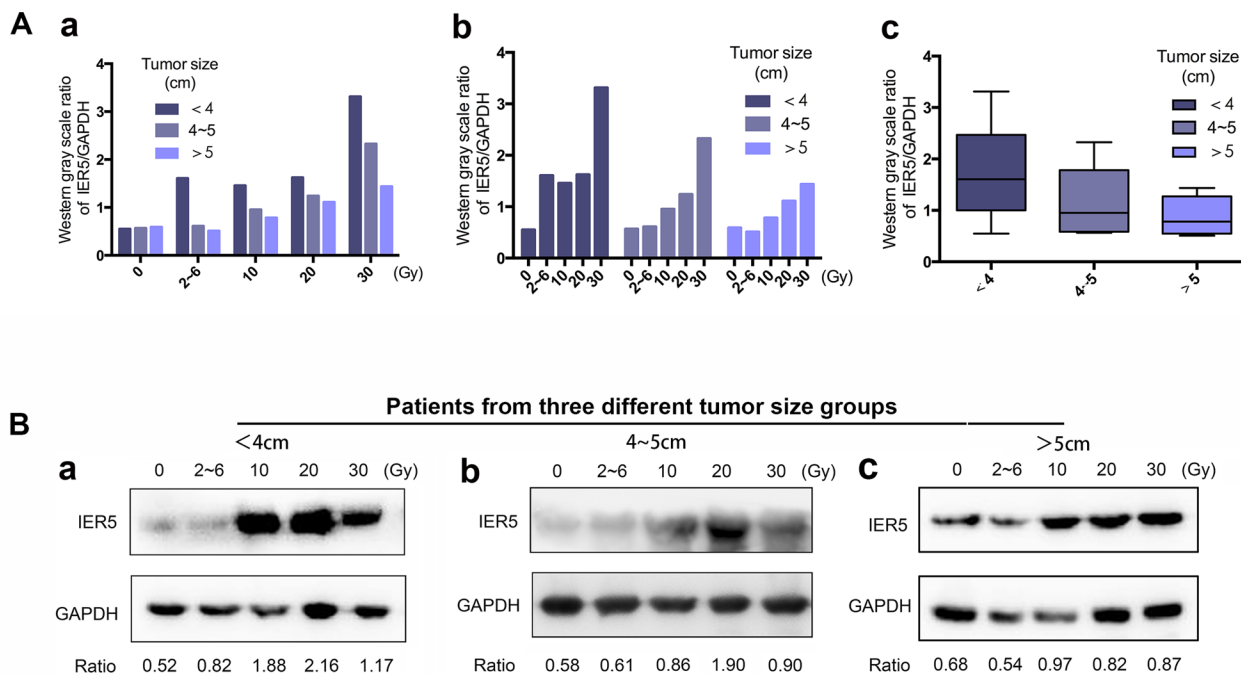 A
a
Western gray scale ratio
of IER5/GAPDH
4
3
2
1
0
Tumor size
(cm)
<4
4~5
>5
0 2~6 10 20 30 (Gy)
b
Western gray scale ratio
of IER5/GAPDH
4
3
2
1
0
Tumor size
(cm)
<4
4~5
>5
0 2~6 10 20 30 0 2~6 10 20 30 0 2~6 10 20 30 (Gy)
c
Western gray scale ratio
of IER5/GAPDH
4
3
2
1
0
Tumor size
(cm)
<4
4~5
>5
<4 4~5 >5
B
Patients from three different tumor size groups
<4cm 4~5cm >5cm
a
0 2~6 10 20 30 (Gy)
IER5
GAPDH
Ratio 0.52 0.82 1.88 2.16 1.17
b
0 2~6 10 20 30 (Gy)
IER5
GAPDH
Ratio 0.58 0.61 0.86 1.90 0.90
c
0 2~6 10 20 30 (Gy)
IER5
GAPDH
Ratio 0.68 0.54 0.97 0.82 0.87